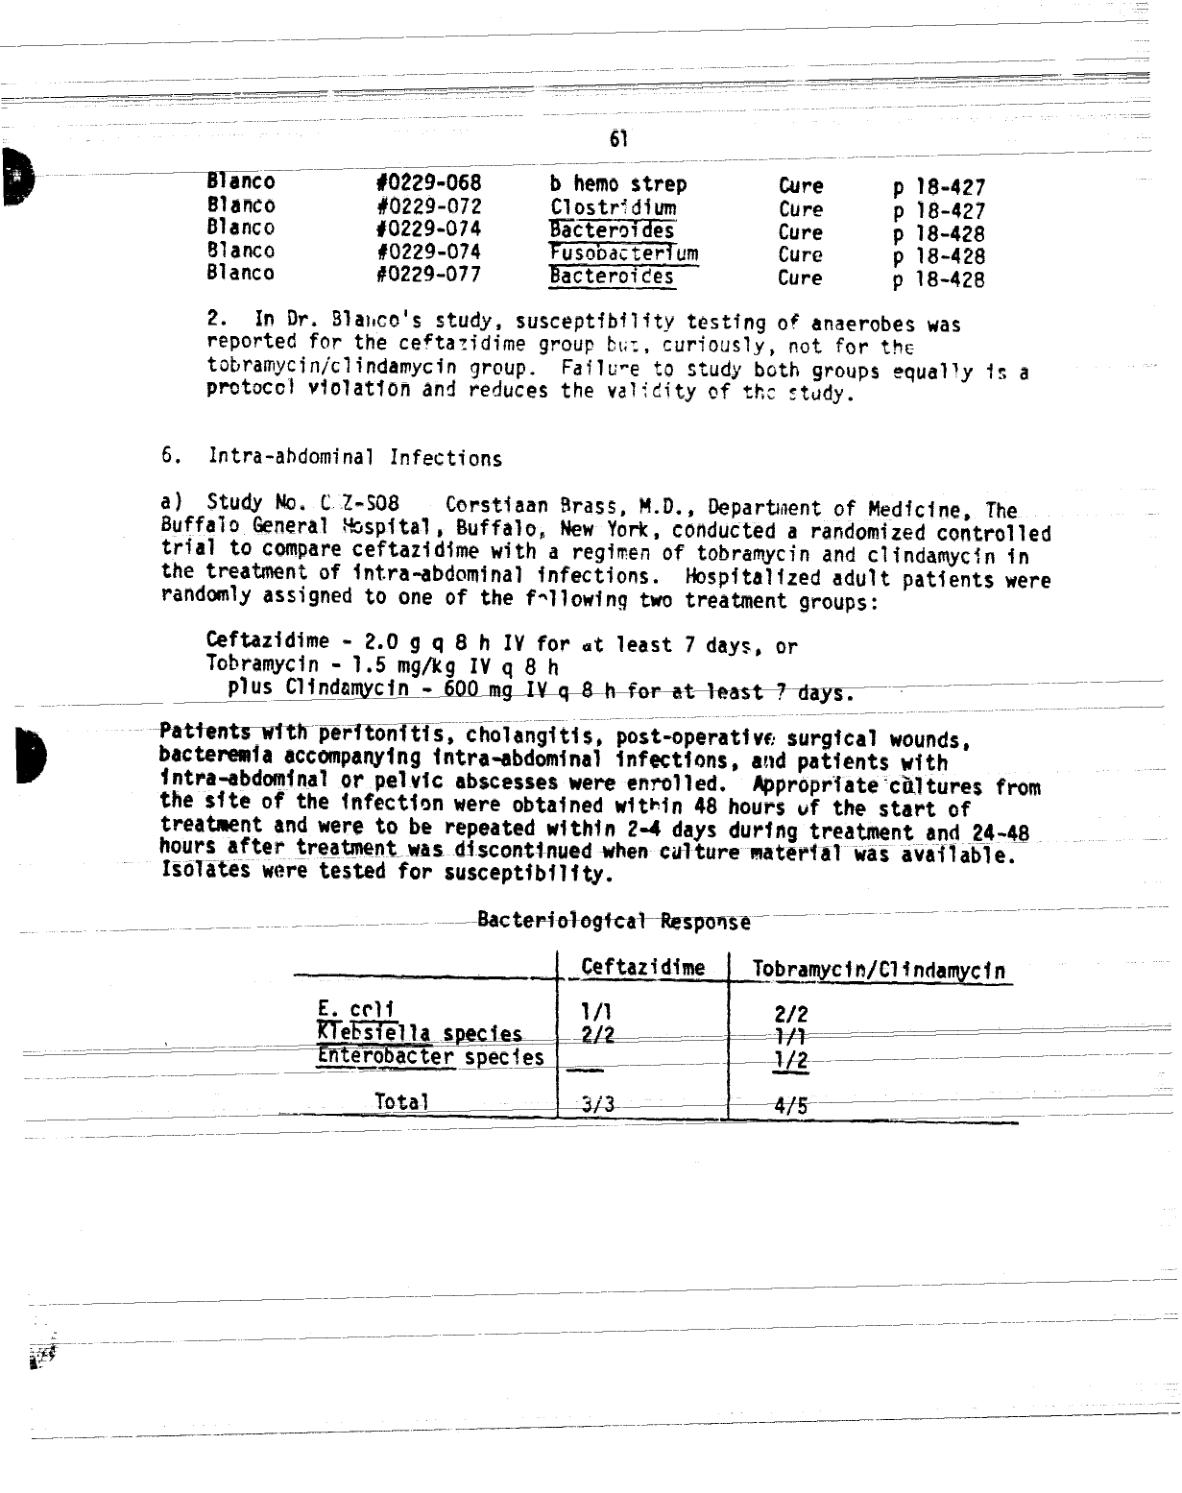 61
Blanco #0229-068 b hemo strep Cure p 18-427
Blanco #0229-072 Clostridium Cure p 18-427
Blanco #0229-074 Bacteroides Cure p 18-428
Blanco #0229-074 Fusobacterium Cure p 18-428
Blanco #0229-077 Bacteroides Cure p 18-428
2. In Dr. Blanco's study, susceptibility testing of anaerobes was
reported for the ceftazidime group but, curiously, not for the
tobramycin/clindamycin group. Failure to study both groups equally is a
protocol violation and reduces the validity of the study.
6. Intra-abdominal Infections
a) Study No. C Z-S08 Corstiaan Brass, M.D., Department of Medicine, The
Buffalo General Hospital, Buffalo, New York, conducted a randomized controlled
trial to compare ceftazidime with a regimen of tobramycin and clindamycin in
the treatment of intra-abdominal infections. Hospitalized adult patients were
randomly assigned to one of the following two treatment groups:
Ceftazidime - 2.0 g q 8 h IV for at least 7 days, or
Tobramycin - 1.5 mg/kg IV q 8 h
plus Clindamycin - 600 mg IV q 8 h for at least 7 days.
Patients with peritonitis, cholangitis, post-operative surgical wounds,
bacteremia accompanying intra-abdominal infections, and patients with
intra-abdominal or pelvic abscesses were enrolled. Appropriate cultures from
the site of the infection were obtained within 48 hours of the start of
treatment and were to be repeated within 2-4 days during treatment and 24-48
hours after treatment was discontinued when culture material was available.
Isolates were tested for susceptibility.
Bacteriological Response
Ceftazidime Tobramycin/Clindamycin
E. coli 1/1 2/2
Klebsiella species 2/2 1/1
Enterobacter species 1/2
Total 3/3 4/5